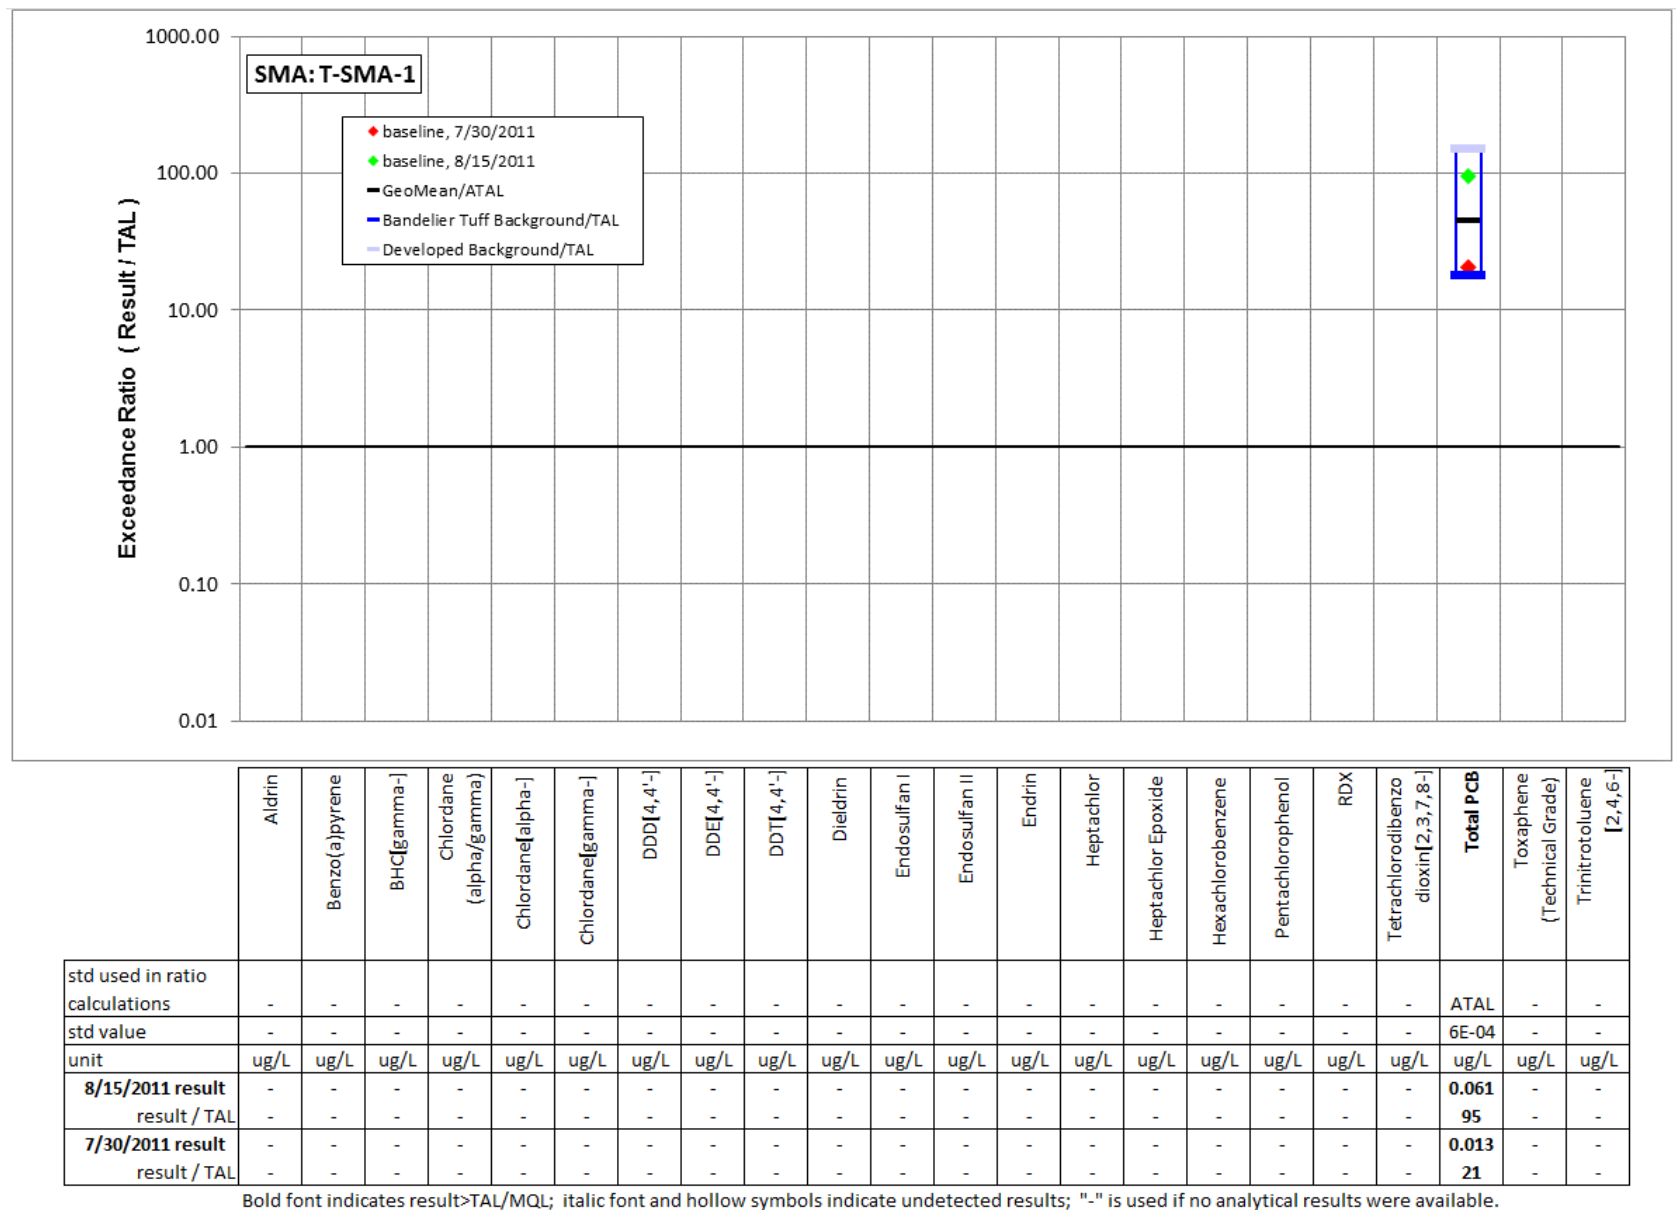 1000.00
100.00
10.00
1.00
0.10
0.01
Exceedance Ratio ( Result / TAL )
SMA: T-SMA-1
baseline, 7/30/2011
baseline, 8/15/2011
GeoMean/ATAL
Bandelier Tuff Background/TAL
Developed Background/TAL
Aldrin
Benzo(a)pyrene
BHC[gamma-]
Chlordane
(alpha/gamma)
Chlordane[alpha-]
Chlordane[gamma-]
DDD[4,4'-]
DDE[4,4'-]
DDT[4,4'-]
Dieldrin
Endosulfan I
Endosulfan II
Endrin
Heptachlor
Heptachlor Epoxide
Hexachlorobenzene
Pentachlorophenol
RDX
Tetrachlorodibenzo
dioxin[2,3,7,8-]
Total PCB
Toxaphene
(Technical Grade)
Trinitrotoluene
[2,4,6-]
std used in ratio
calculations - - - - - - - - - - - - - - - - - - - ATAL - -
std value - - - - - - - - - - - - - - - - - - - 6E-04 - -
unit ug/L ug/L ug/L ug/L ug/L ug/L ug/L ug/L ug/L ug/L ug/L ug/L ug/L ug/L ug/L ug/L ug/L ug/L ug/L ug/L ug/L ug/L
8/15/2011 result - - - - - - - - - - - - - - - - - - - 0.061 - -
result / TAL - - - - - - - - - - - - - - - - - - - 95 - -
7/30/2011 result - - - - - - - - - - - - - - - - - - - 0.013 - -
result / TAL - - - - - - - - - - - - - - - - - - - 21 - -
Bold font indicates result>TAL/MQL; italic font and hollow symbols indicate undetected results; "-" is used if no analytical results were available.